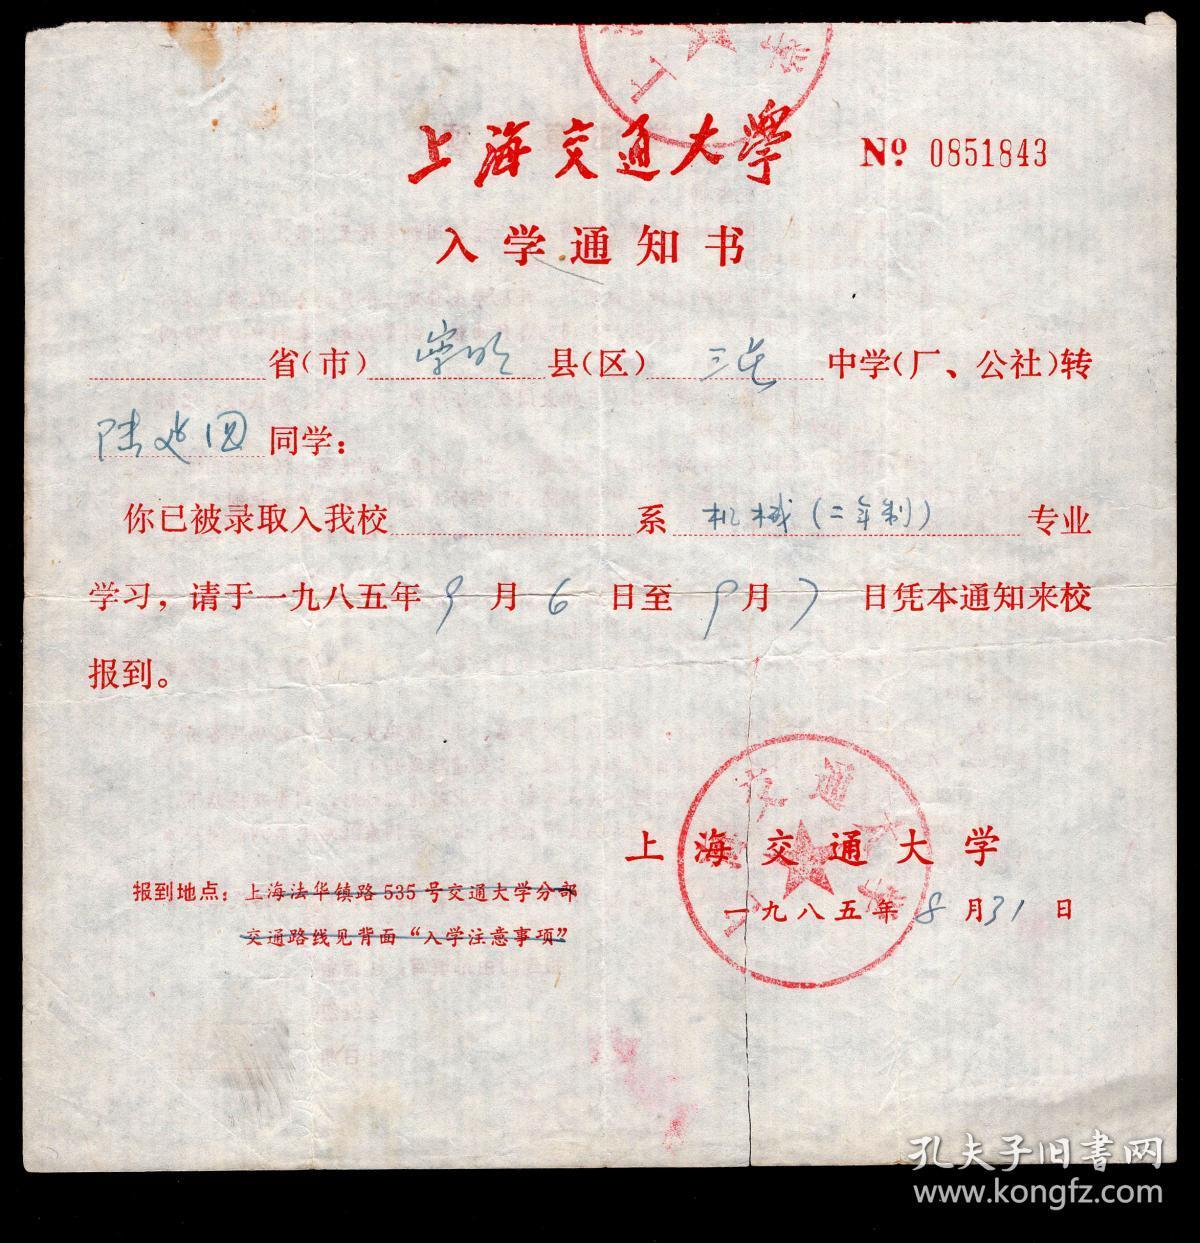 上海交通大學 Nº 0851843
入学通知书
省(市) 崇明 县(区) 三 中学(厂、公社)转
陆 同学:
你已被录取入我校 系 机械(二年制) 专业
学习,请于一九八五年 9 月 6 日至 9 月 7 日凭本通知来校
报到。
交通大学
上海交通大学
一九八五年 8 月 31 日
报到地点:上海法华镇路535号交通大学分部
交通路线见背面“入学注意事项”
孔夫子旧书网
www.kongfz.com